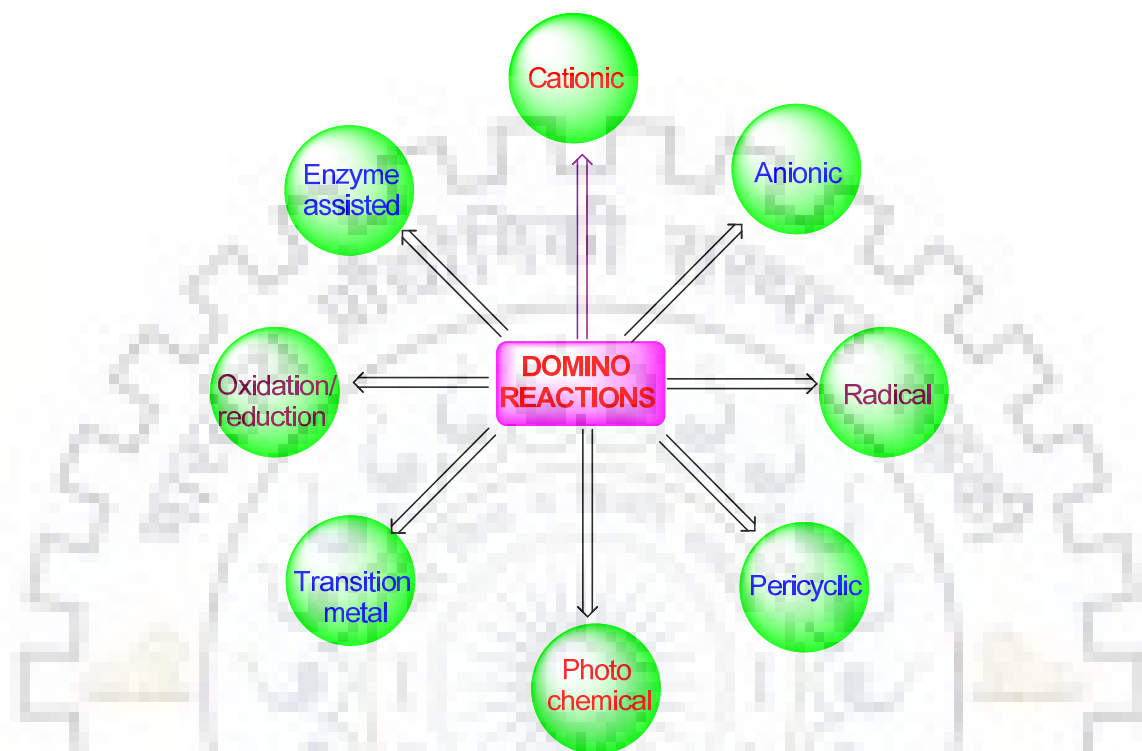 Cationic
Anionic
Enzyme
assisted
DOMINO
REACTIONS
Oxidation/
reduction
Radical
Transition
metal
Pericyclic
Photo
chemical